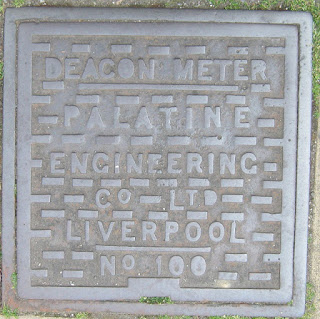 DEACON METER
PALATINE
ENGINEERING
CO LTD
LIVERPOOL
NO 100